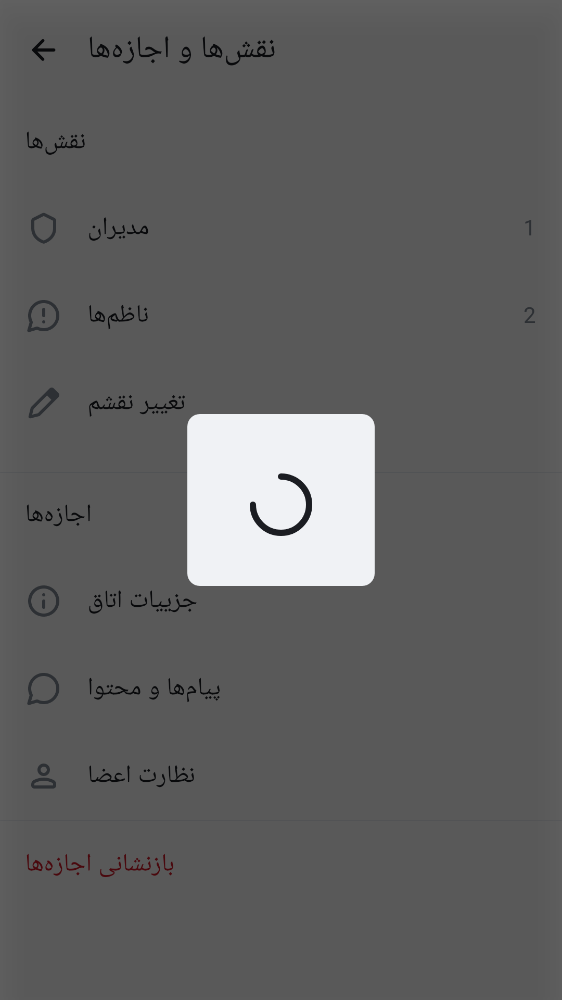 نقش‌ها و اجازه‌ها
نقش‌ها
مدیران 1
ناظم‌ها 2
تغییر نقشم
اجازه‌ها
جزییات اتاق
پیام‌ها و محتوا
نظارت اعضا
بازنشانی اجازه‌ها